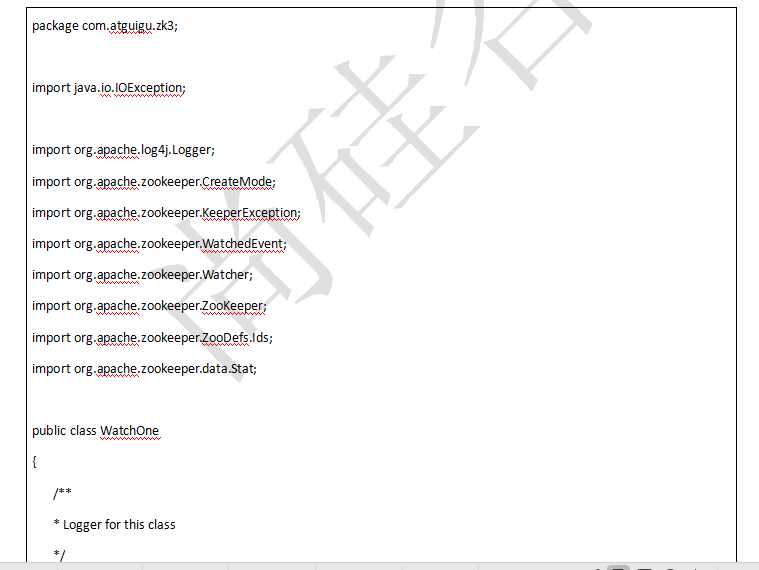 package com.atguigu.zk3;
import java.io.IOException;
import org.apache.log4j.Logger;
import org.apache.zookeeper.CreateMode;
import org.apache.zookeeper.KeeperException;
import org.apache.zookeeper.WatchedEvent;
import org.apache.zookeeper.Watcher;
import org.apache.zookeeper.ZooKeeper;
import org.apache.zookeeper.ZooDefs.Ids;
import org.apache.zookeeper.data.Stat;
public class WatchOne
{
/**
* Logger for this class
*/
尚硅